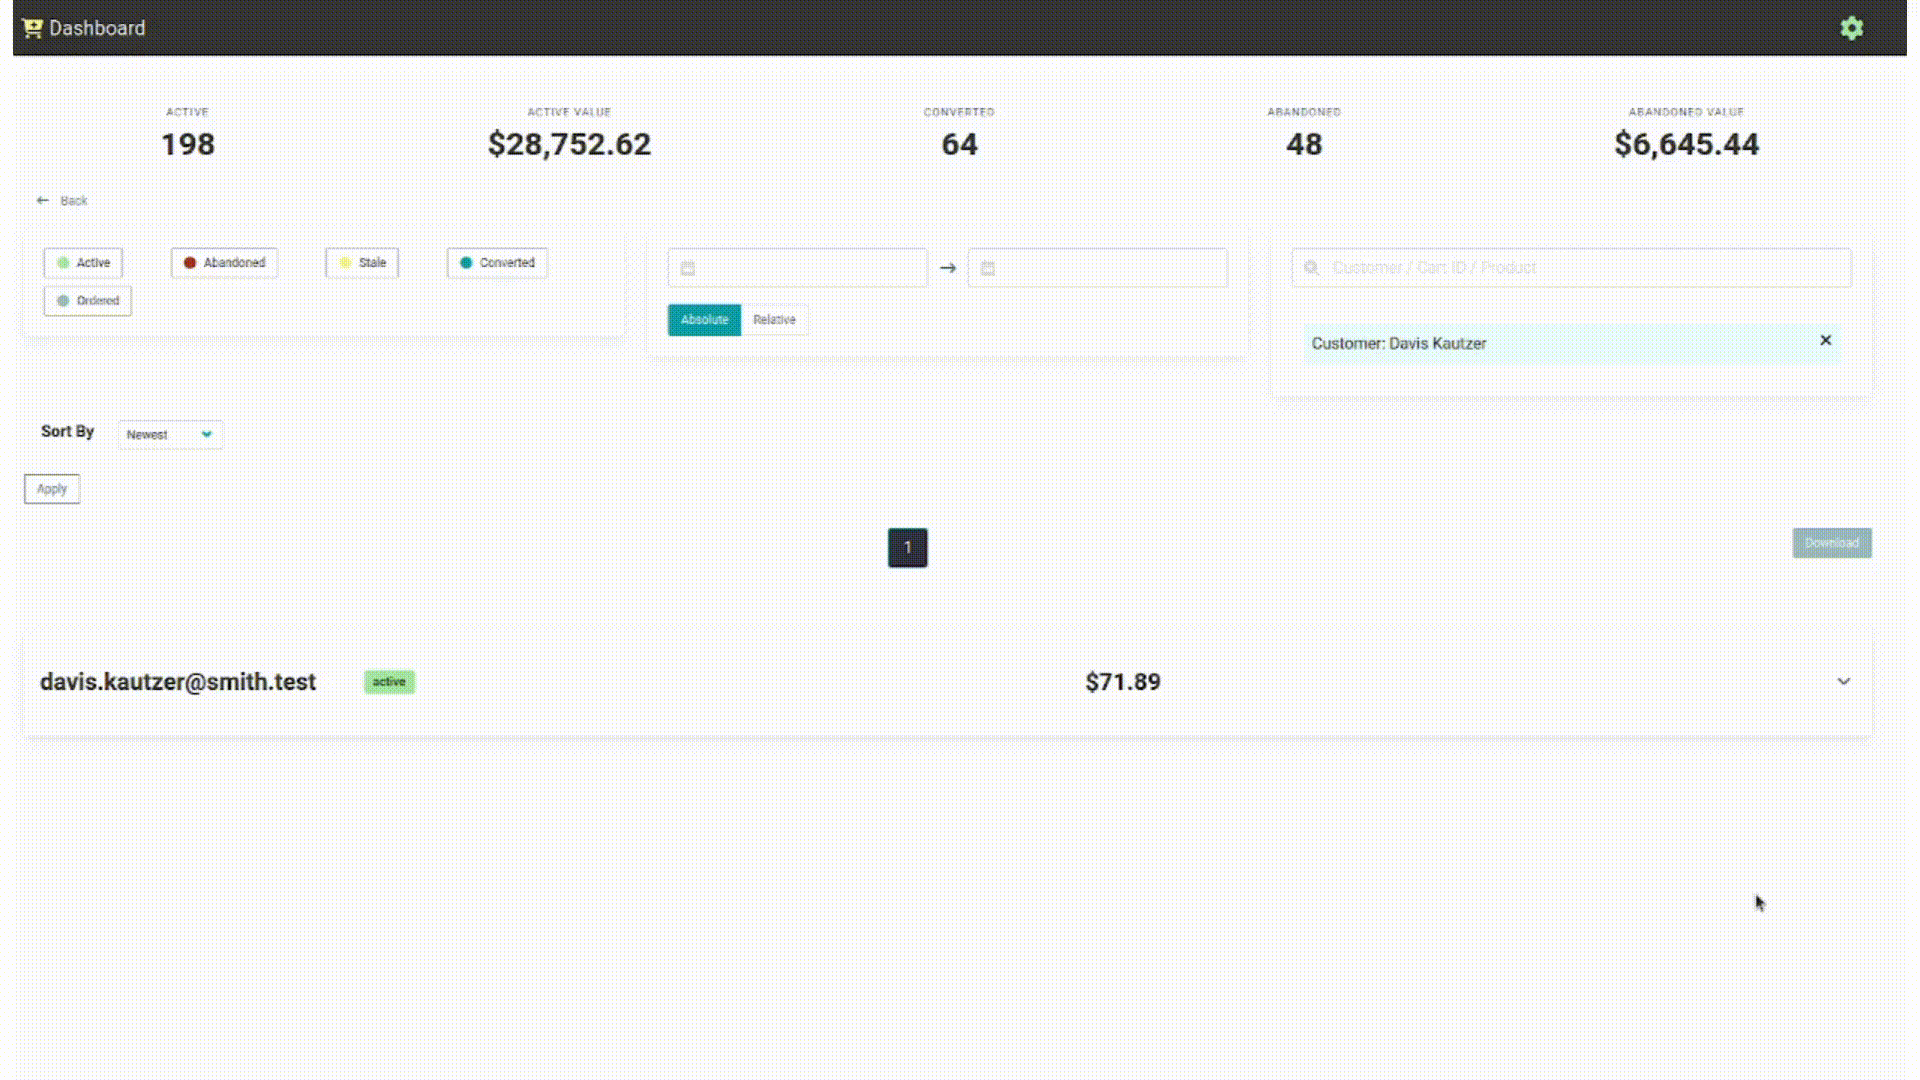 Dashboard
ACTIVE
198
ACTIVE VALUE
$28,752.62
CONVERTED
64
ABANDONED
48
ABANDONED VALUE
$6,645.44
Back
Active
Abandoned
Stale
Converted
Ordered
Absolute
Relative
Customer / Cart ID / Product
Customer: Davis Kautzer
Sort By
Newest
Apply
1
Download
davis.kautzer@smith.test
active
$71.89